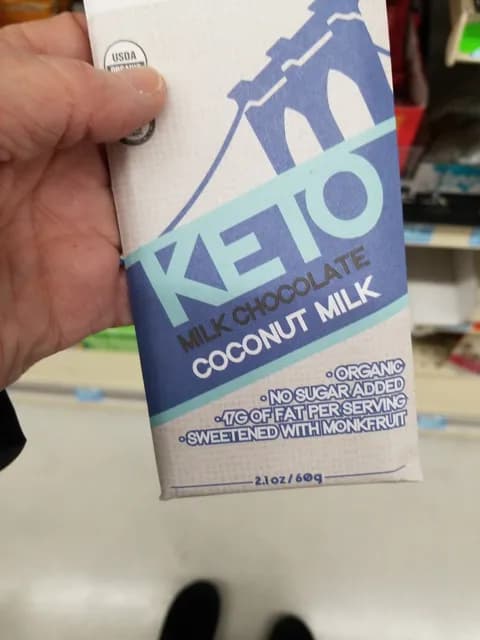 USDA
ORGANIC
KETO
MILK CHOCOLATE
COCONUT MILK
• ORGANIC
• NO SUGAR ADDED
• 17G OF FAT PER SERVING
• SWEETENED WITH MONKFRUIT
2.1 oz / 60g